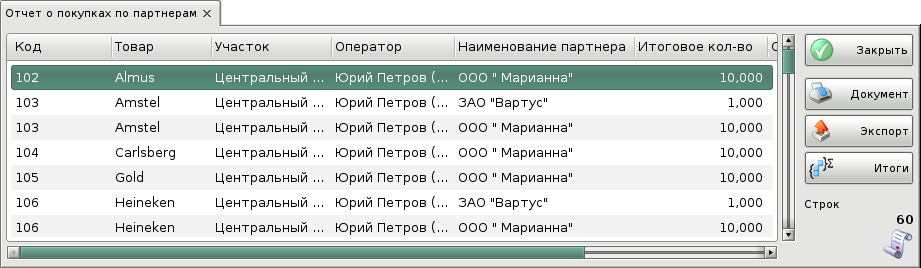 Отчет о покупках по партнерам
Код Товар Участок Оператор Наименование партнера Итоговое кол-во
102 Almus Центральный ... Юрий Петров (... ООО " Марианна" 10,000
103 Amstel Центральный ... Юрий Петров (... ЗАО "Вартус" 1,000
103 Amstel Центральный ... Юрий Петров (... ООО " Марианна" 10,000
104 Carlsberg Центральный ... Юрий Петров (... ООО " Марианна" 10,000
105 Gold Центральный ... Юрий Петров (... ООО " Марианна" 10,000
106 Heineken Центральный ... Юрий Петров (... ЗАО "Вартус" 1,000
106 Heineken Центральный ... Юрий Петров (... ООО " Марианна" 10,000
Закрыть
Документ
Экспорт
Итоги
Строк
60